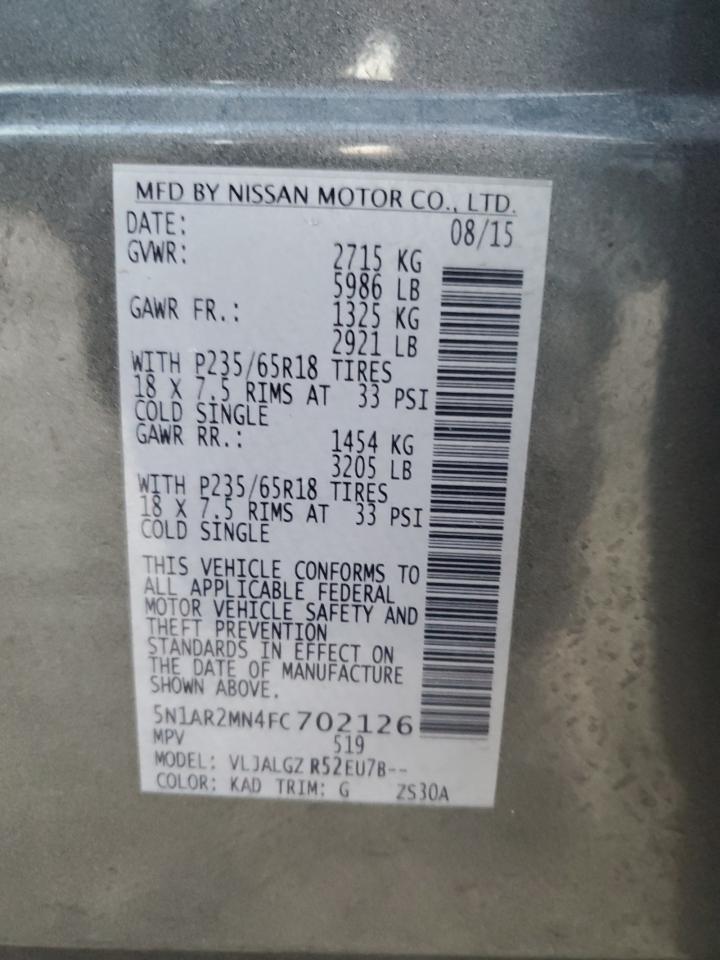 MFD BY NISSAN MOTOR CO., LTD.
DATE: 08/15
GVWR: 2715 KG
5986 LB
GAWR FR.: 1325 KG
2921 LB
WITH P235/65R18 TIRES
18 X 7.5 RIMS AT 33 PSI
COLD SINGLE
GAWR RR.: 1454 KG
3205 LB
WITH P235/65R18 TIRES
18 X 7.5 RIMS AT 33 PSI
COLD SINGLE
THIS VEHICLE CONFORMS TO
ALL APPLICABLE FEDERAL
MOTOR VEHICLE SAFETY AND
THEFT PREVENTION
STANDARDS IN EFFECT ON
THE DATE OF MANUFACTURE
SHOWN ABOVE.
5N1AR2MN4FC702126
MPV 519
MODEL: VLJALGZ R52EU7B--
COLOR: KAD TRIM: G ZS30A